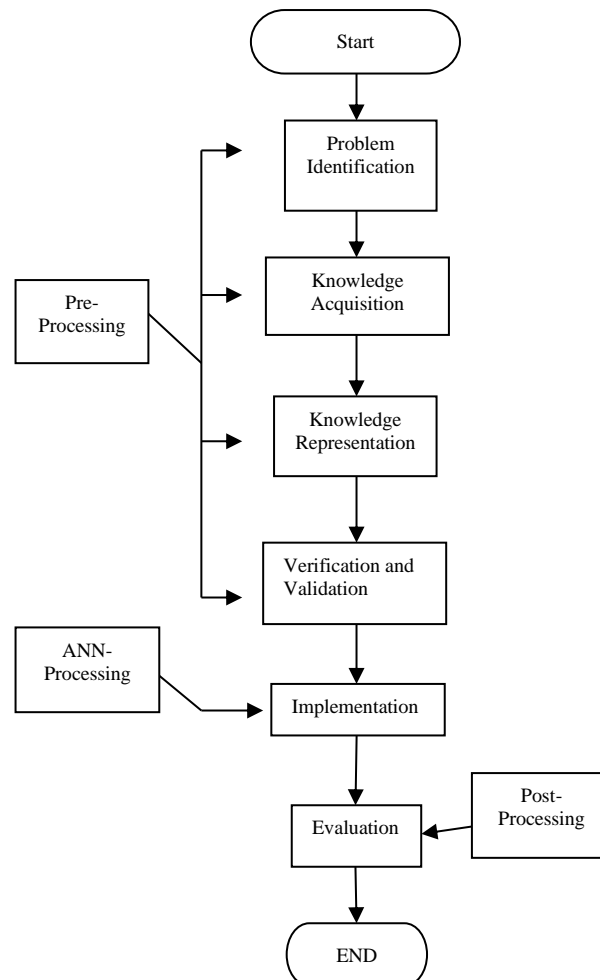 Start
Problem
Identification
Knowledge
Acquisition
Pre-
Processing
Knowledge
Representation
Verification and
Validation
ANN-
Processing
Implementation
Post-
Processing
Evaluation
END